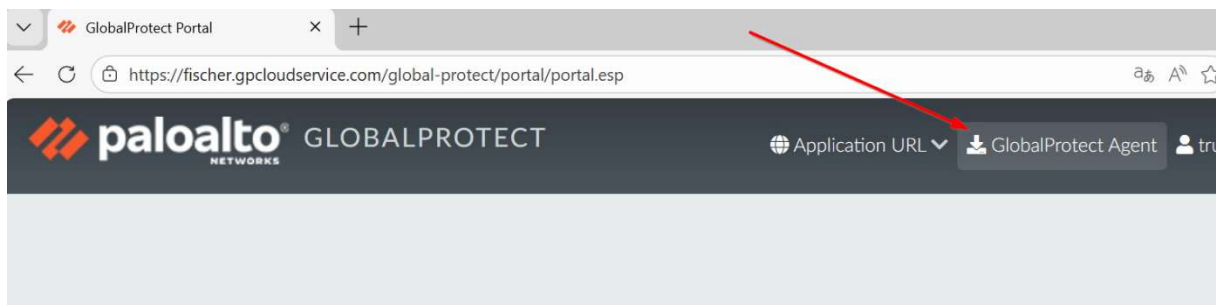 GlobalProtect Portal
https://fischer.gpcloudservice.com/global-protect/portal/portal.esp
paloalto® GLOBALPROTECT Application URL GlobalProtect Agent
NETWORKS